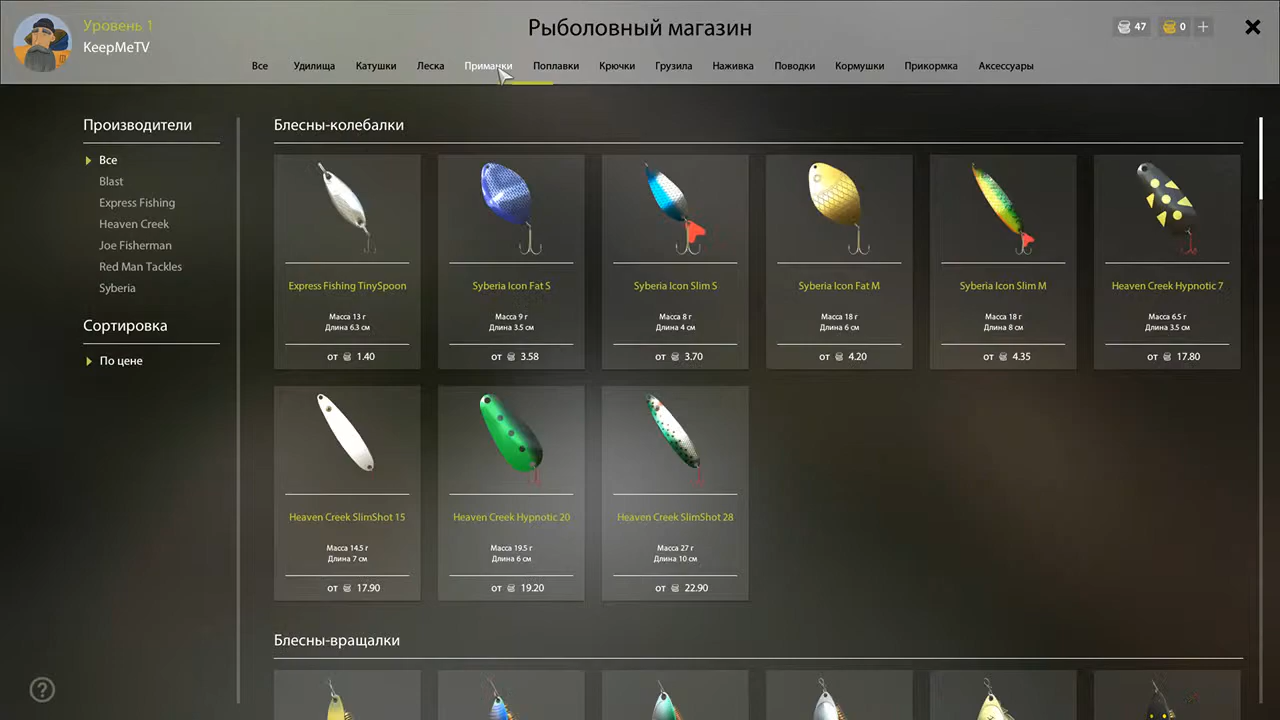 Уровень 1
KeepMeTV
Рыболовный магазин
47
0
Все
Удилища
Катушки
Леска
Приманки
Поплавки
Крючки
Грузила
Наживка
Поводки
Кормушки
Прикормка
Аксессуары
Производители
Все
Blast
Express Fishing
Heaven Creek
Joe Fisherman
Red Man Tackles
Syberia
Сортировка
По цене
Блесны-колебалки
Express Fishing TinySpoon
Масса 13 г
Длина 6.3 см
от 1.40
Syberia Icon Fat S
Масса 9 г
Длина 3.5 см
от 3.58
Syberia Icon Slim S
Масса 8 г
Длина 4 см
от 3.70
Syberia Icon Fat M
Масса 18 г
Длина 6 см
от 4.20
Syberia Icon Slim M
Масса 18 г
Длина 8 см
от 4.35
Heaven Creek Hypnotic 7
Масса 6.5 г
Длина 3.5 см
от 17.80
Heaven Creek SlimShot 15
Масса 14.5 г
Длина 7 см
от 17.90
Heaven Creek Hypnotic 20
Масса 19.5 г
Длина 6 см
от 19.20
Heaven Creek SlimShot 28
Масса 27 г
Длина 10 см
от 22.90
Блесны-вращалки
?